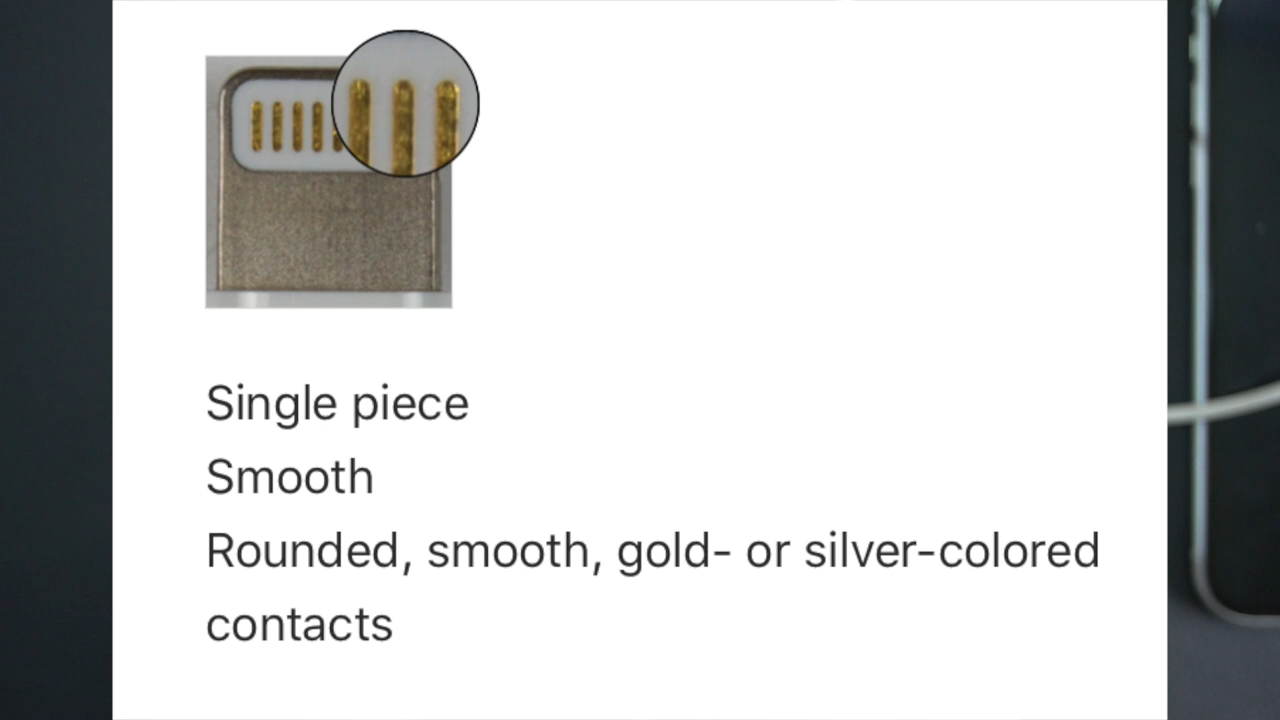 Single piece
Smooth
Rounded, smooth, gold- or silver-colored
contacts